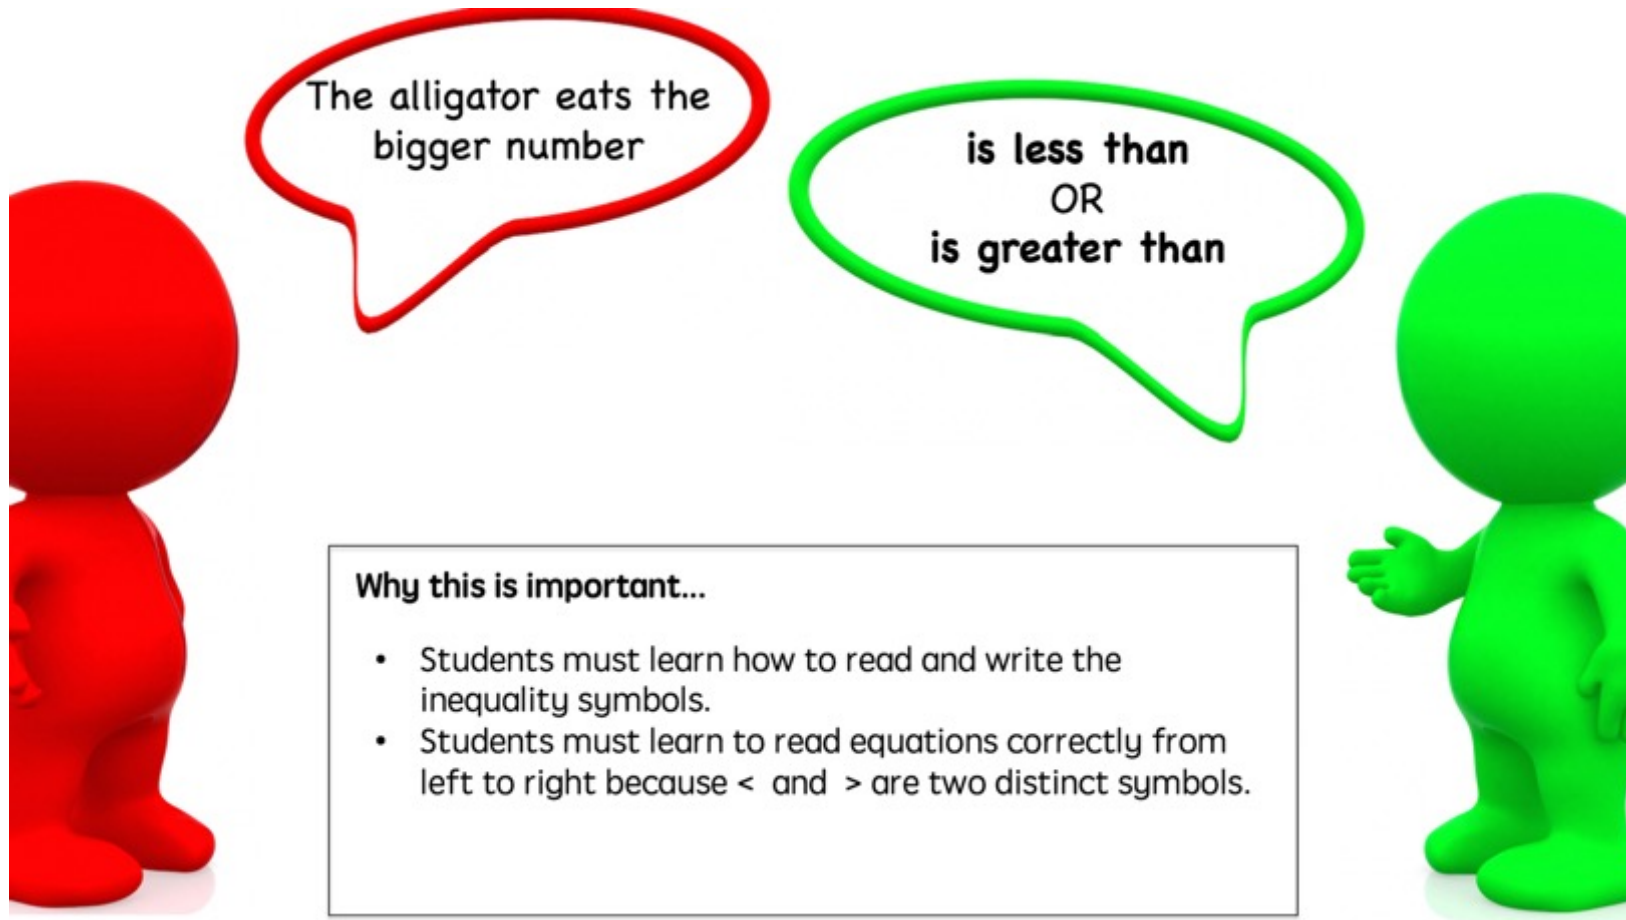 The alligator eats the
bigger number
is less than
OR
is greater than
Why this is important...
• Students must learn how to read and write the
inequality symbols.
• Students must learn to read equations correctly from
left to right because < and > are two distinct symbols.